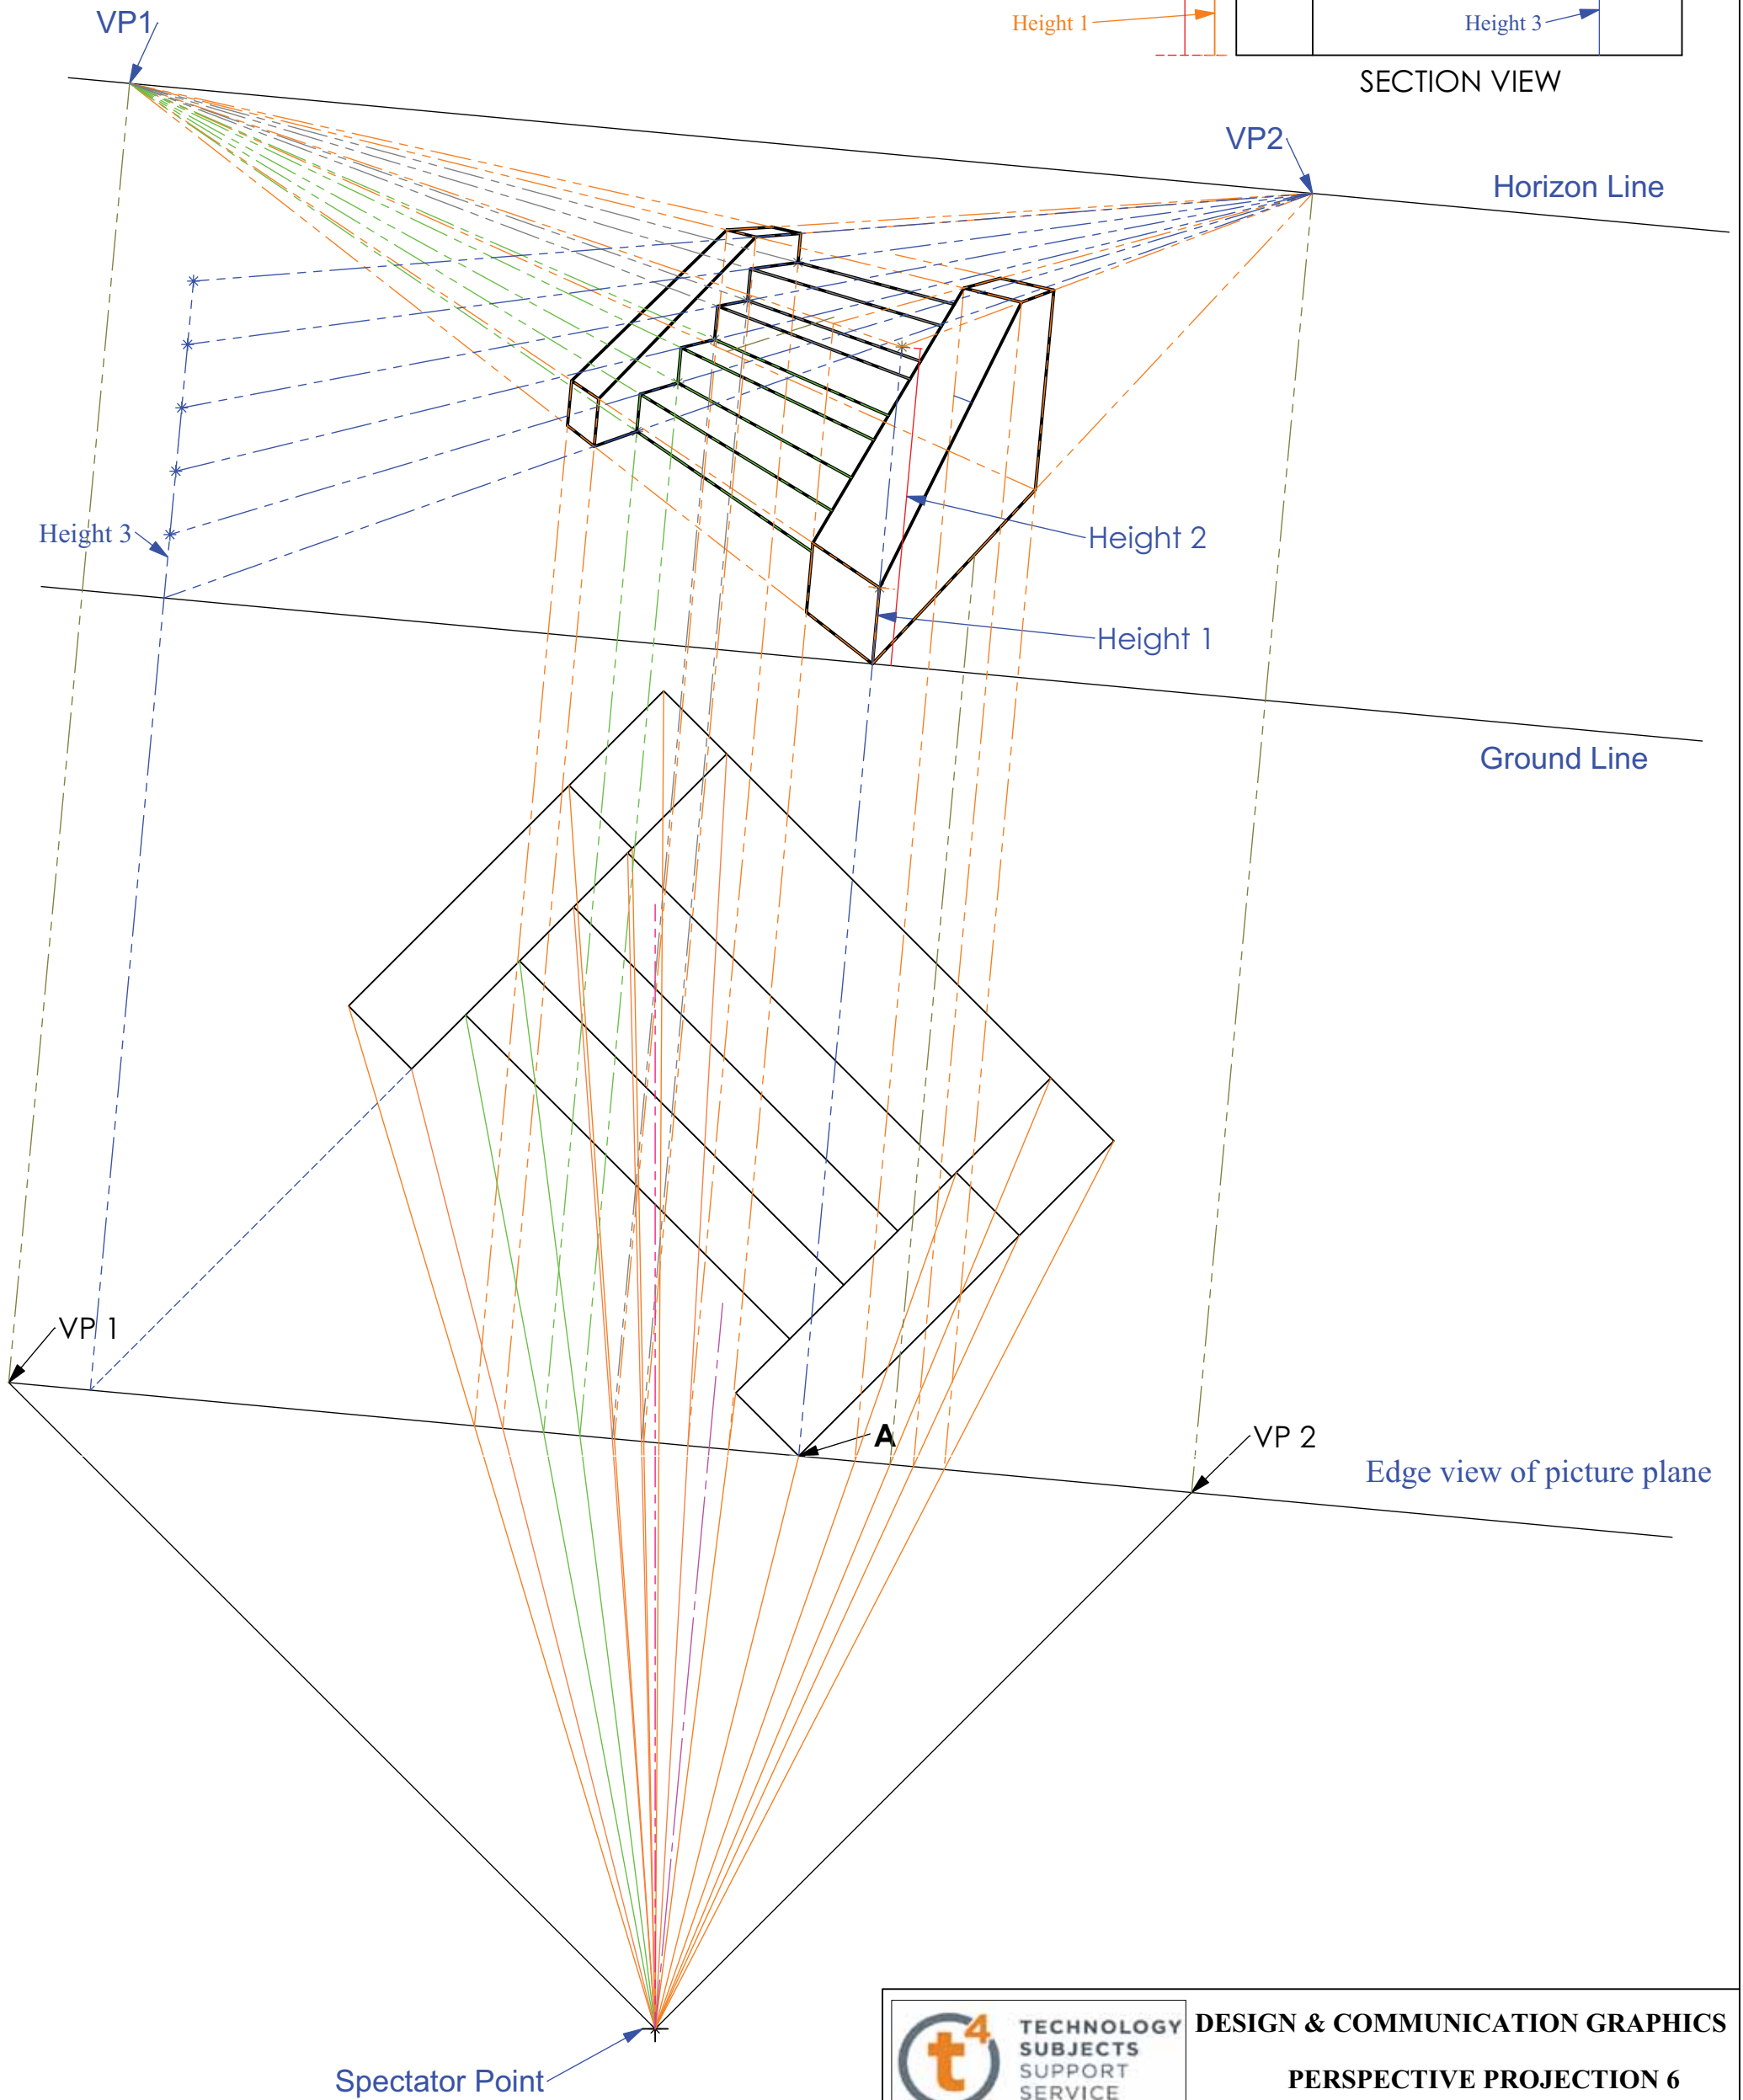 VP1
Height 1
Height 3
SECTION VIEW
VP2
Horizon Line
Height 3
Height 2
Height 1
Ground Line
VP 1
A
VP 2
Edge view of picture plane
Spectator Point
t4
TECHNOLOGY
SUBJECTS
SUPPORT
SERVICE
DESIGN & COMMUNICATION GRAPHICS
PERSPECTIVE PROJECTION 6